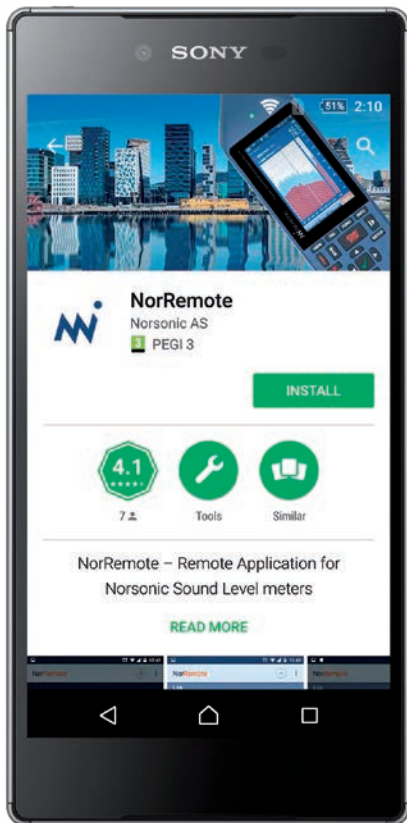 SONY
51% 2:10
NorRemote
Norsonic AS
3 PEGI 3
INSTALL
4.1
7
Tools
Similar
NorRemote – Remote Application for
Norsonic Sound Level meters
READ MORE
NorRemote
NorRemote